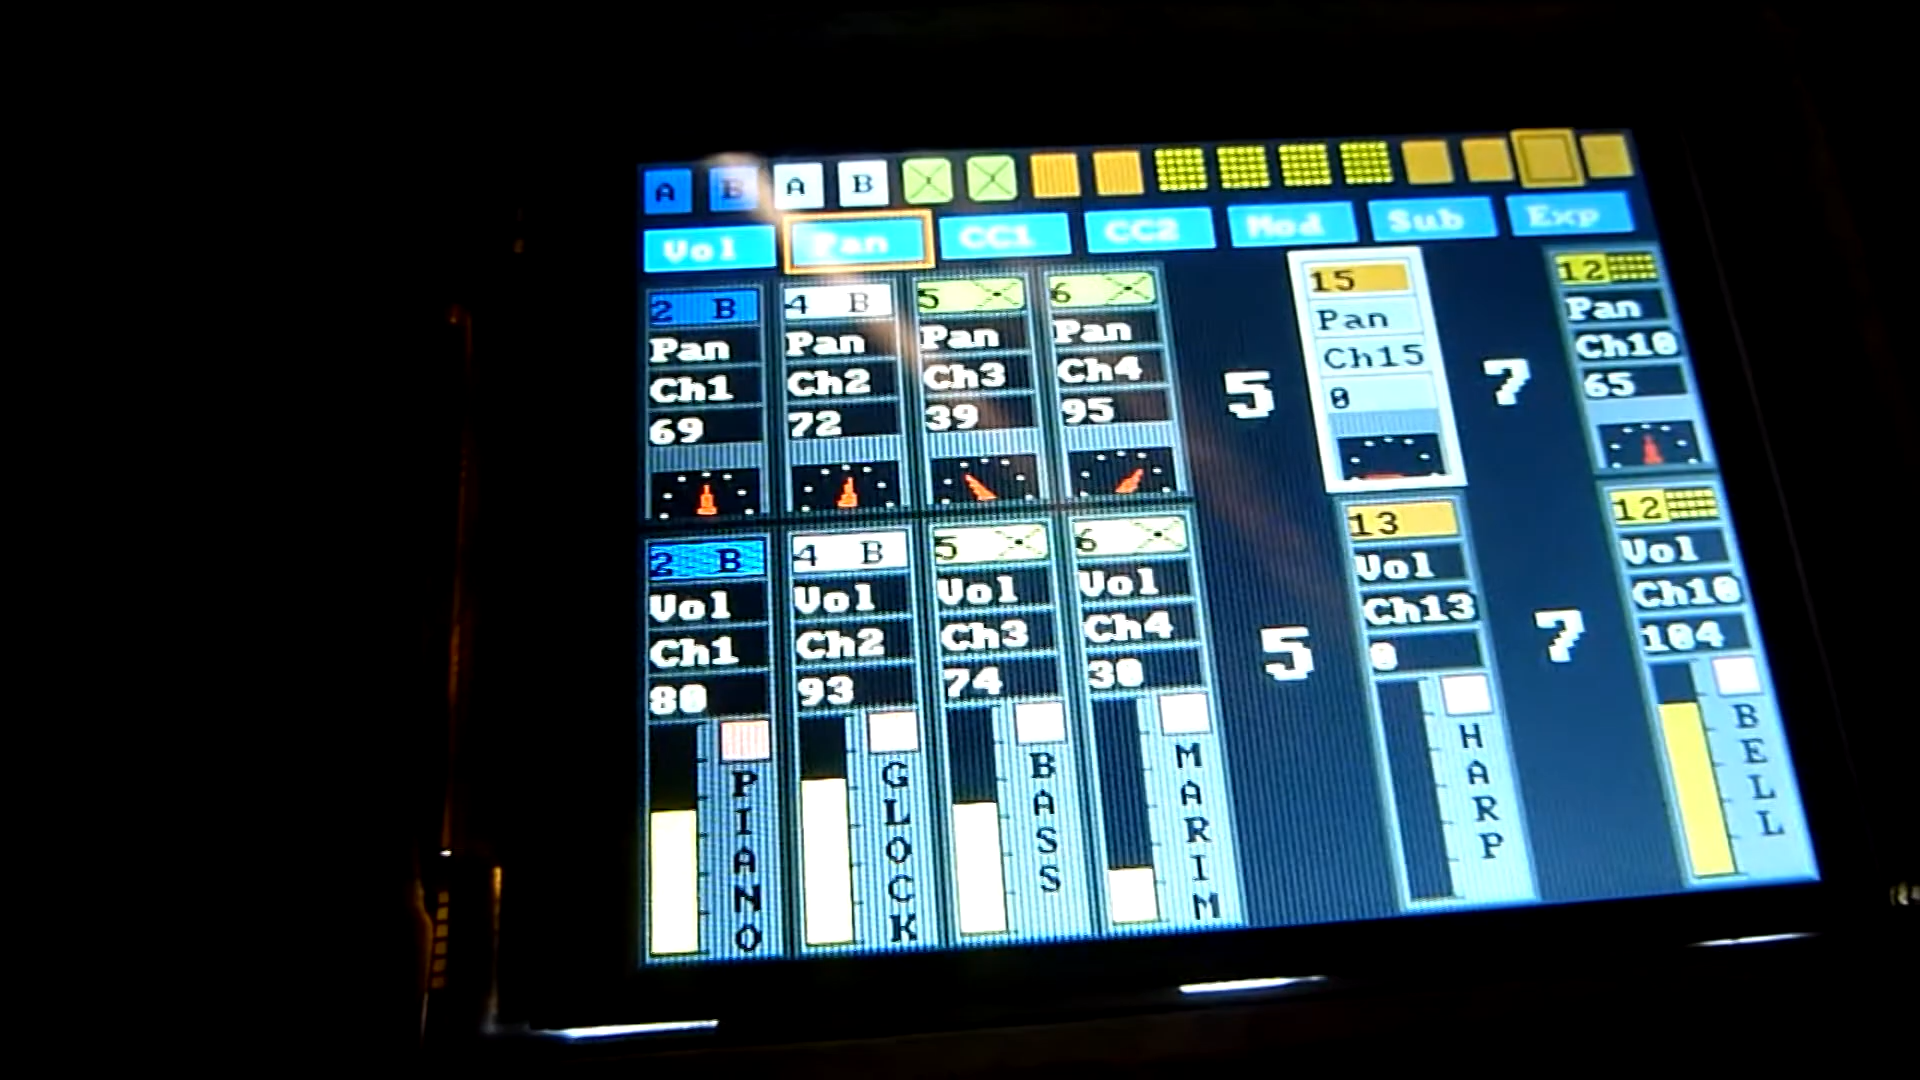 A B A B
Vol Pan CC1 CC2 Mod Sub Exp
2 B 4 B 5 6 15 12
Pan Pan Pan Pan Pan Pan
Ch1 Ch2 Ch3 Ch4 5 Ch15 7 Ch10
69 72 39 95 0 65
2 B 4 B 5 6 13 12
Vol Vol Vol Vol Vol Vol
Ch1 Ch2 Ch3 Ch4 5 Ch13 7 Ch10
80 93 74 30 0 104
PIANO GLOCK BASS MARIM HARP BELL